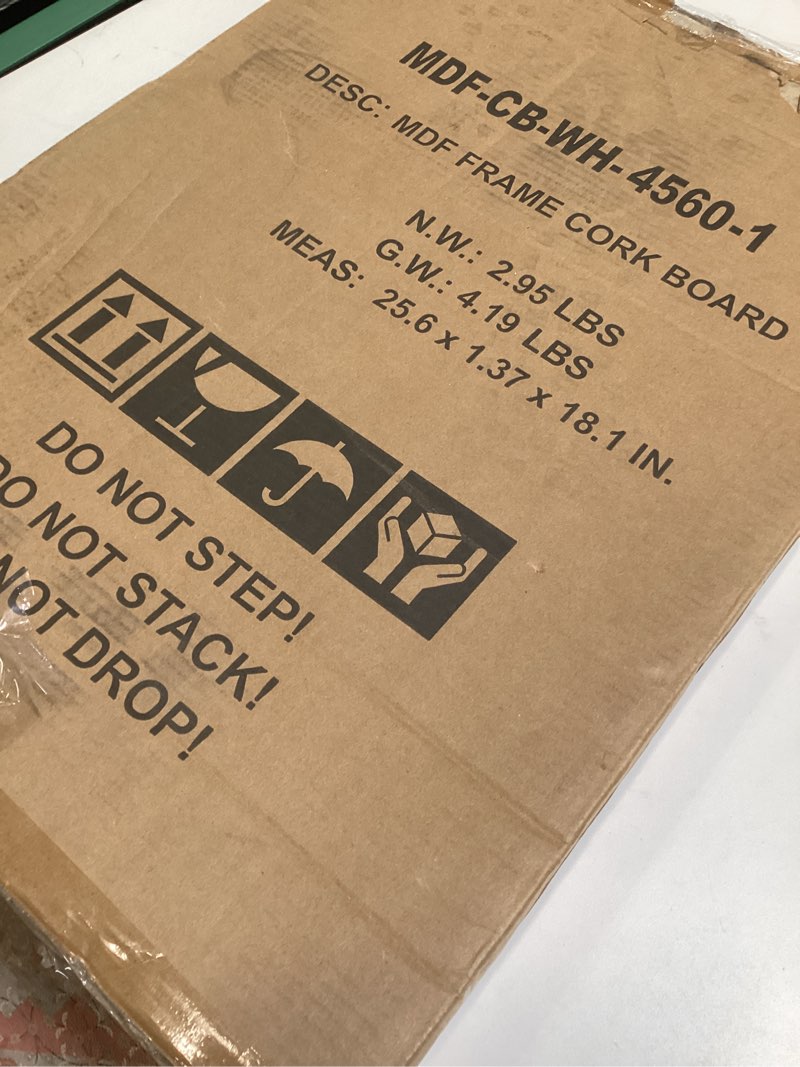 MDF-CB-WH-4560-1
DESC: MDF FRAME CORK BOARD
N.W.: 2.95 LBS
G.W.: 4.19 LBS
MEAS: 25.6 x 1.37 x 18.1 IN.
DO NOT STEP!
DO NOT STACK!
NOT DROP!